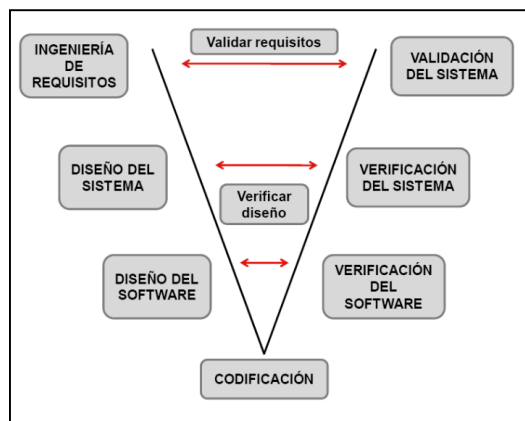 INGENIERÍA
DE
REQUISITOS
Validar requisitos
VALIDACIÓN
DEL SISTEMA
DISEÑO DEL
SISTEMA
Verificar
diseño
VERIFICACIÓN
DEL SISTEMA
DISEÑO DEL
SOFTWARE
VERIFICACIÓN
DEL
SOFTWARE
CODIFICACIÓN